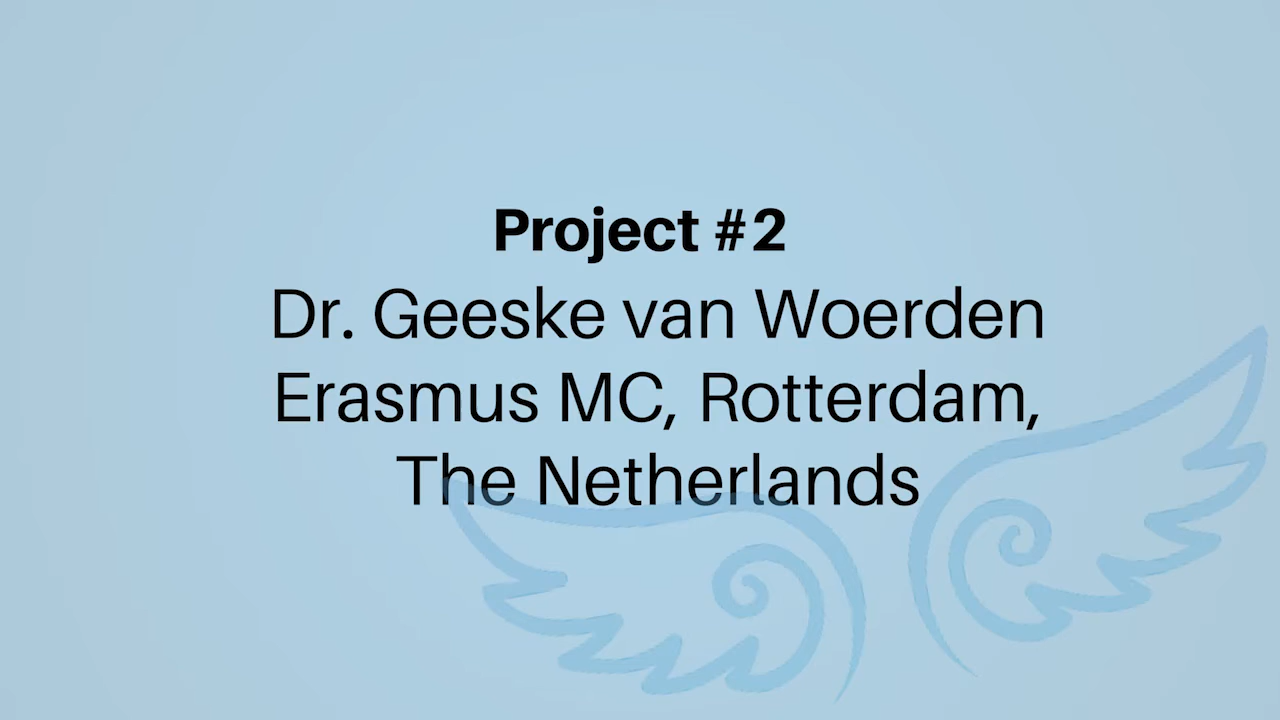 Project #2
Dr. Geeske van Woerden
Erasmus MC, Rotterdam,
The Netherlands